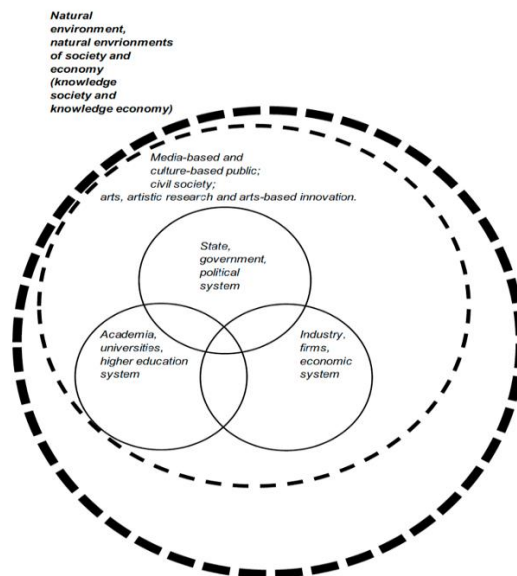 Natural
environment,
natural envrionments
of society and
economy
(knowledge
society and
knowledge economy)
Media-based and
culture-based public;
civil society;
arts, artistic research and arts-based innovation.
State,
government,
political
system
Academia,
universities,
higher education
system
Industry,
firms,
economic
system